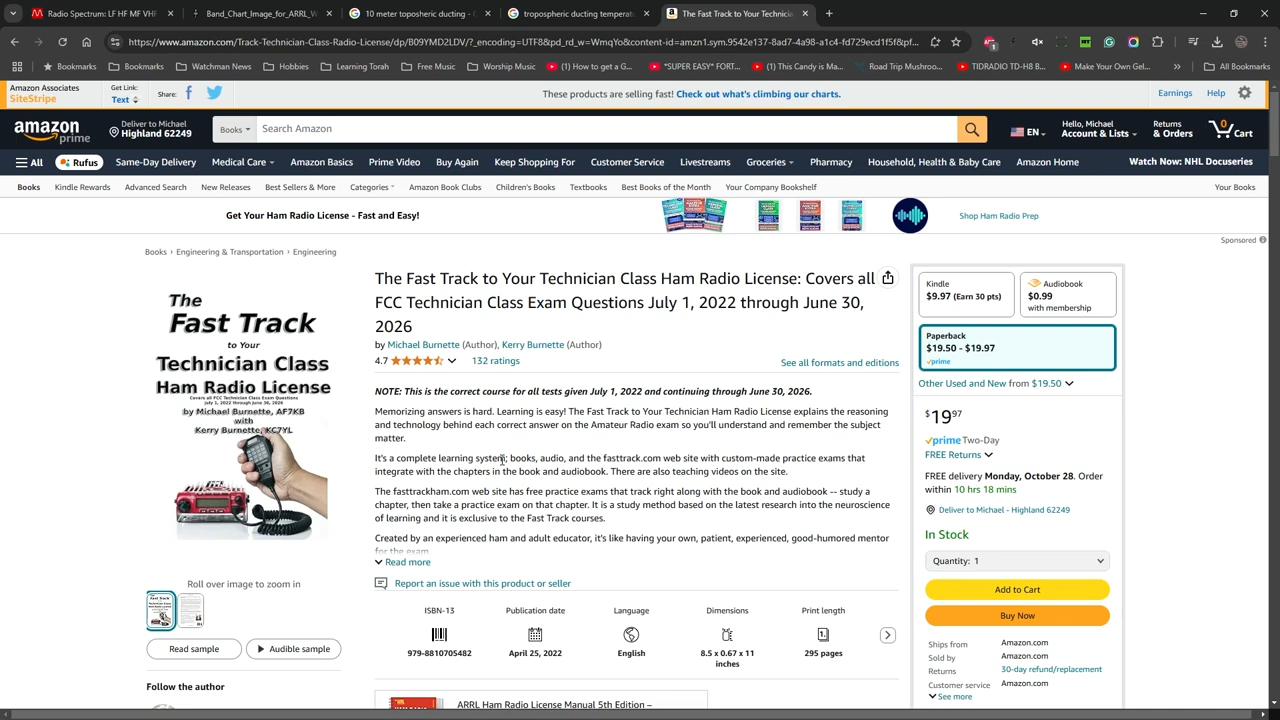 Radio Spectrum: LF HF MF VHF
Band_Chart_Image_for_ARRL_W
10 meter toposheric ducting -
tropospheric ducting temperat
The Fast Track to Your Technicia
https://www.amazon.com/Track-Technician-Class-Radio-License/dp/B09YMD2LDV/?_encoding=UTF8&pd_rd_w=WmqYo&content-id=amzn1.sym.9542e137-8ad7-4a98-a1c4-fd729ecd1f5f&pf...
Bookmarks
Bookmarks
Watchman News
Hobbies
Learning Torah
Free Music
Worship Music
(1) How to get a G...
*SUPER EASY* FORT...
(1) This Candy is Ma...
Road Trip Mushroo...
TIDRADIO TD-H8 B...
Make Your Own Gel...
All Bookmarks
Amazon Associates
SiteStripe
Get Link:
Text
Share:
These products are selling fast! Check out what's climbing our charts.
Earnings
Help
amazon
prime
Deliver to Michael
Highland 62249
Books
Search Amazon
EN
Hello, Michael
Account & Lists
Returns
& Orders
0
Cart
All
Rufus
Same-Day Delivery
Medical Care
Amazon Basics
Prime Video
Buy Again
Keep Shopping For
Customer Service
Livestreams
Groceries
Pharmacy
Household, Health & Baby Care
Amazon Home
Watch Now: NHL Docuseries
Books
Kindle Rewards
Advanced Search
New Releases
Best Sellers & More
Categories
Amazon Book Clubs
Children's Books
Textbooks
Best Books of the Month
Your Company Bookshelf
Your Books
Get Your Ham Radio License - Fast and Easy!
Shop Ham Radio Prep
Sponsored
Books › Engineering & Transportation › Engineering
The
Fast Track
to Your
Technician Class
Ham Radio License
Covers all FCC Technician Class Exam Questions
July 1, 2022 through June 30, 2026
by Michael Burnette, AF7KB
with
Kerry Burnette, KC7YL
Roll over image to zoom in
Read sample
Audible sample
Follow the author
The Fast Track to Your Technician Class Ham Radio License: Covers all
FCC Technician Class Exam Questions July 1, 2022 through June 30,
2026
by Michael Burnette (Author), Kerry Burnette (Author)
4.7
132 ratings
See all formats and editions
NOTE: This is the correct course for all tests given July 1, 2022 and continuing through June 30, 2026.
Memorizing answers is hard. Learning is easy! The Fast Track to Your Technician Ham Radio License explains the reasoning
and technology behind each correct answer on the Amateur Radio exam so you'll understand and remember the subject
matter.
It's a complete learning system; books, audio, and the fasttrack.com web site with custom-made practice exams that
integrate with the chapters in the book and audiobook. There are also teaching videos on the site.
The fasttrackham.com web site has free practice exams that track right along with the book and audiobook -- study a
chapter, then take a practice exam on that chapter. It is a study method based on the latest research into the neuroscience
of learning and it is exclusive to the Fast Track courses.
Created by an experienced ham and adult educator, it's like having your own, patient, experienced, good-humored mentor
for the exam
Read more
Report an issue with this product or seller
ISBN-13
979-8810705482
Publication date
April 25, 2022
Language
English
Dimensions
8.5 x 0.67 x 11
inches
Print length
295 pages
ARRL Ham Radio License Manual 5th Edition –
Kindle
$9.97 (Earn 30 pts)
Audiobook
$0.99
with membership
Paperback
$19.50 - $19.97
prime
Other Used and New from $19.50
$19 97
prime Two-Day
FREE Returns
FREE delivery Monday, October 28. Order
within 10 hrs 18 mins
Deliver to Michael - Highland 62249
In Stock
Quantity: 1
Add to Cart
Buy Now
Ships from Amazon.com
Sold by Amazon.com
Returns 30-day refund/replacement
Customer service Amazon.com
See more